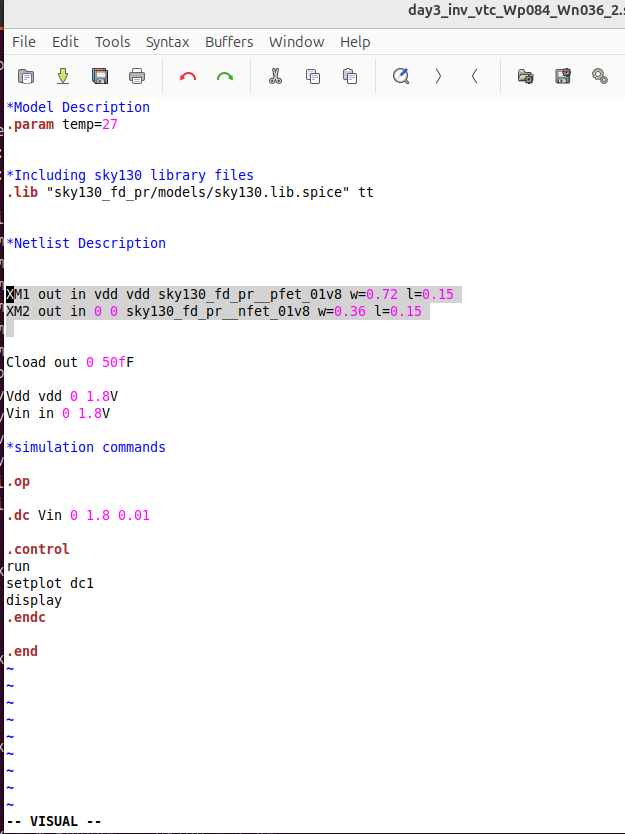 day3_inv_vtc_Wp084_Wn036_2.s
File Edit Tools Syntax Buffers Window Help
*Model Description
.param temp=27
*Including sky130 library files
.lib "sky130_fd_pr/models/sky130.lib.spice" tt
*Netlist Description
XM1 out in vdd vdd sky130_fd_pr__pfet_01v8 w=0.72 l=0.15
XM2 out in 0 0 sky130_fd_pr__nfet_01v8 w=0.36 l=0.15
Cload out 0 50fF
Vdd vdd 0 1.8V
Vin in 0 1.8V
*simulation commands
.op
.dc Vin 0 1.8 0.01
.control
run
setplot dc1
display
.endc
.end
~
~
~
~
~
~
~
~
~
-- VISUAL --